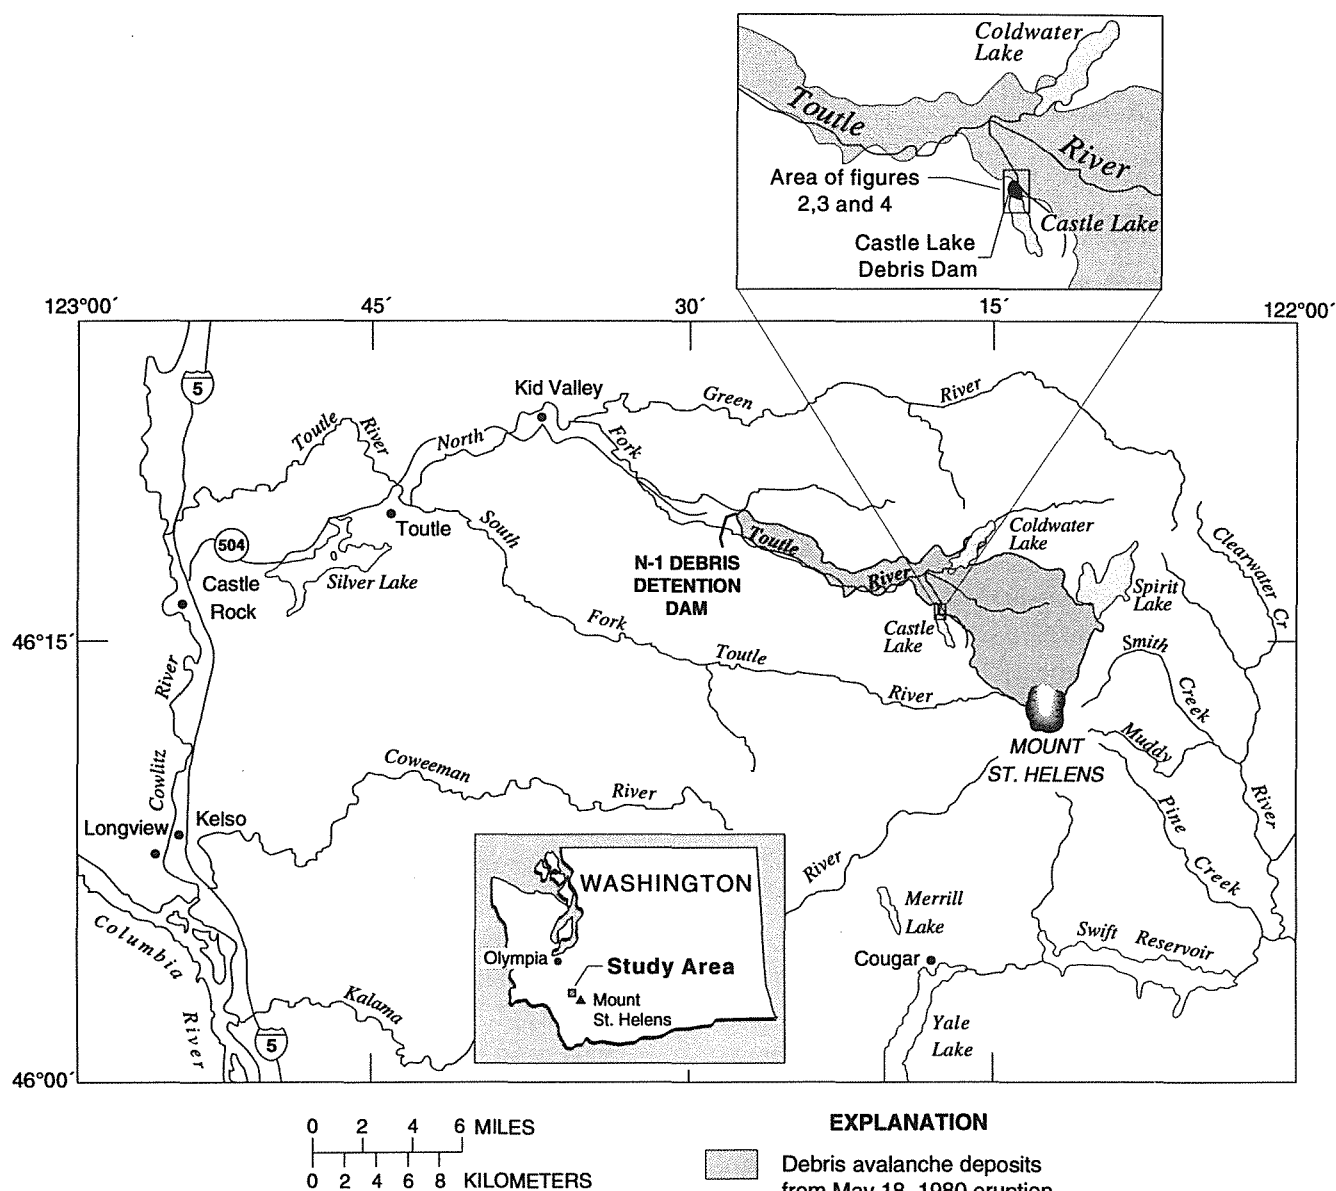 Coldwater
Lake
Toutle
River
Area of figures
2,3 and 4
Castle Lake
Castle Lake
Debris Dam
123°00´
45´
30´
15´
122°00´
5
Kid Valley
Green
River
Toutle
River
North
Fork
504
Toutle
South
Coldwater
Lake
Clearwater Cr
Castle
Rock
Silver Lake
N-1 DEBRIS
DETENTION
DAM
Toutle
River
Spirit
Lake
46°15´
Fork
Toutle
River
Castle
Lake
Smith
Creek
River
Cowlitz
MOUNT
ST. HELENS
Muddy
River
Coweeman
River
Pine
Creek
Longview
Kelso
River
WASHINGTON
Olympia
Study Area
Mount
St. Helens
Merrill
Lake
Cougar
Swift Reservoir
Columbia
River
Kalama
5
Yale
Lake
46°00´
0 2 4 6 MILES
0 2 4 6 8 KILOMETERS
EXPLANATION
Debris avalanche deposits
from May 18, 1980 eruption